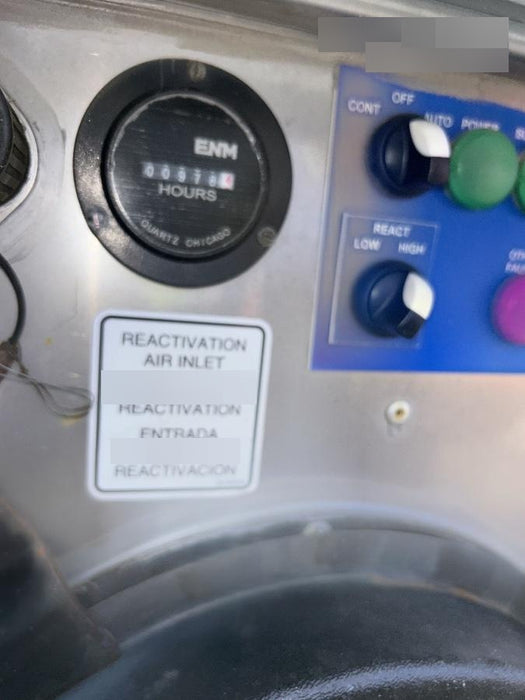 ENM
HOURS
QUARTZ CHICAGO
CONT
OFF
AUTO
POWER
REACT
LOW HIGH
REACTIVATION
AIR INLET
REACTIVATION
ENTRADA
REACTIVACION